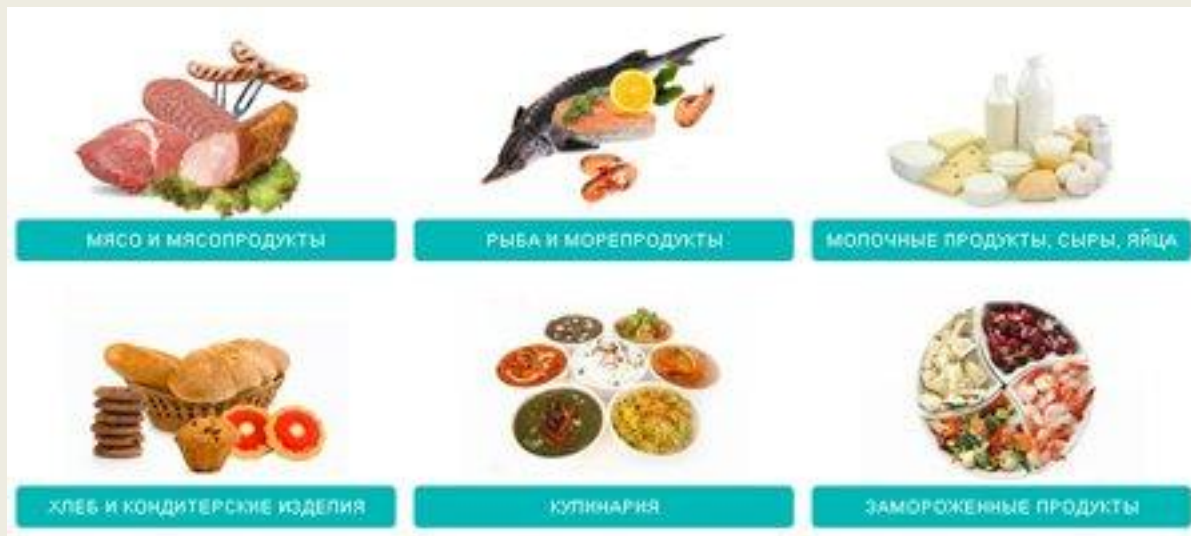 МЯСО И МЯСОПРОДУКТЫ
РЫБА И МОРЕПРОДУКТЫ
МОЛОЧНЫЕ ПРОДУКТЫ, СЫРЫ, ЯЙЦА
ХЛЕБ И КОНДИТЕРСКИЕ ИЗДЕЛИЯ
КУЛИНАРИЯ
ЗАМОРОЖЕННЫЕ ПРОДУКТЫ